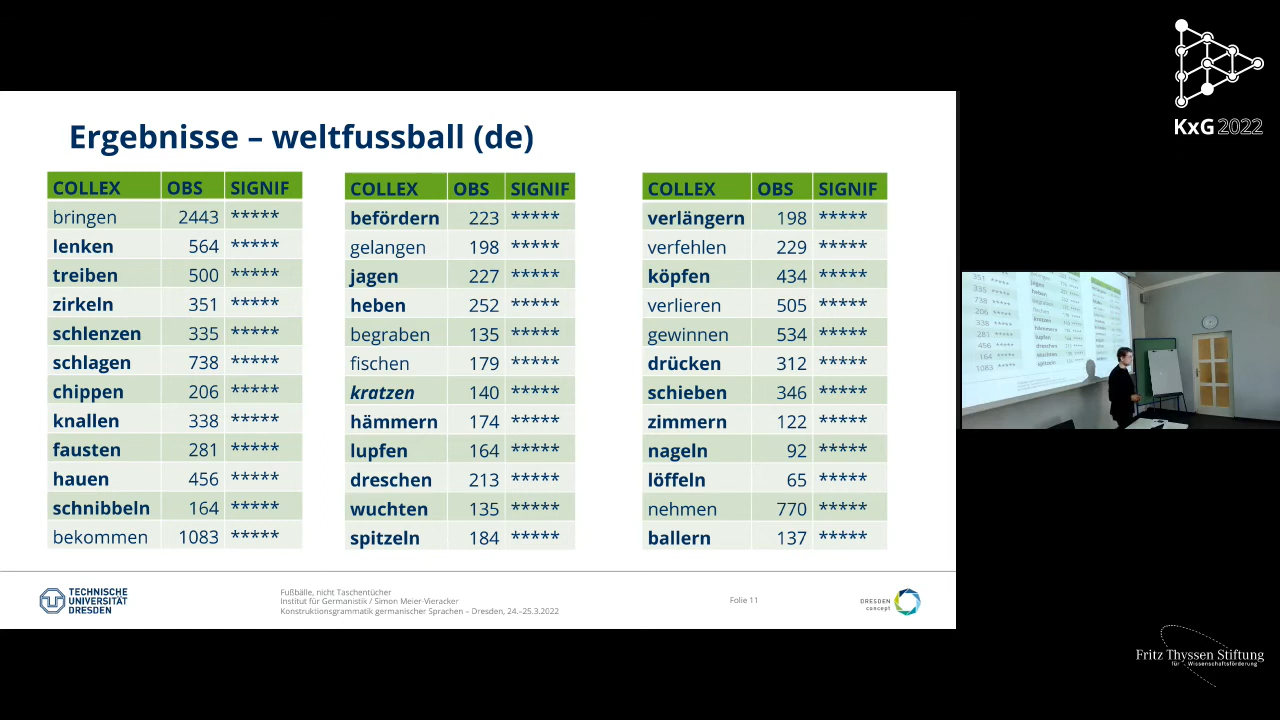 KxG 2022
Ergebnisse – weltfussball (de)
COLLEX OBS SIGNIF
bringen 2443 *****
lenken 564 *****
treiben 500 *****
zirkeln 351 *****
schlenzen 335 *****
schlagen 738 *****
chippen 206 *****
knallen 338 *****
fausten 281 *****
hauen 456 *****
schnibbeln 164 *****
bekommen 1083 *****
COLLEX OBS SIGNIF
befördern 223 *****
gelangen 198 *****
jagen 227 *****
heben 252 *****
begraben 135 *****
fischen 179 *****
kratzen 140 *****
hämmern 174 *****
lupfen 164 *****
dreschen 213 *****
wuchten 135 *****
spitzeln 184 *****
COLLEX OBS SIGNIF
verlängern 198 *****
verfehlen 229 *****
köpfen 434 *****
verlieren 505 *****
gewinnen 534 *****
drücken 312 *****
schieben 346 *****
zimmern 122 *****
nageln 92 *****
löffeln 65 *****
nehmen 770 *****
ballern 137 *****
TECHNISCHE
UNIVERSITÄT
DRESDEN
Fußbälle, nicht Taschentücher
Institut für Germanistik / Simon Meier-Vieracker
Konstruktionsgrammatik germanischer Sprachen – Dresden, 24.–25.3.2022
Folie 11
DRESDEN
concept
Fritz Thyssen Stiftung
für Wissenschaftsförderung